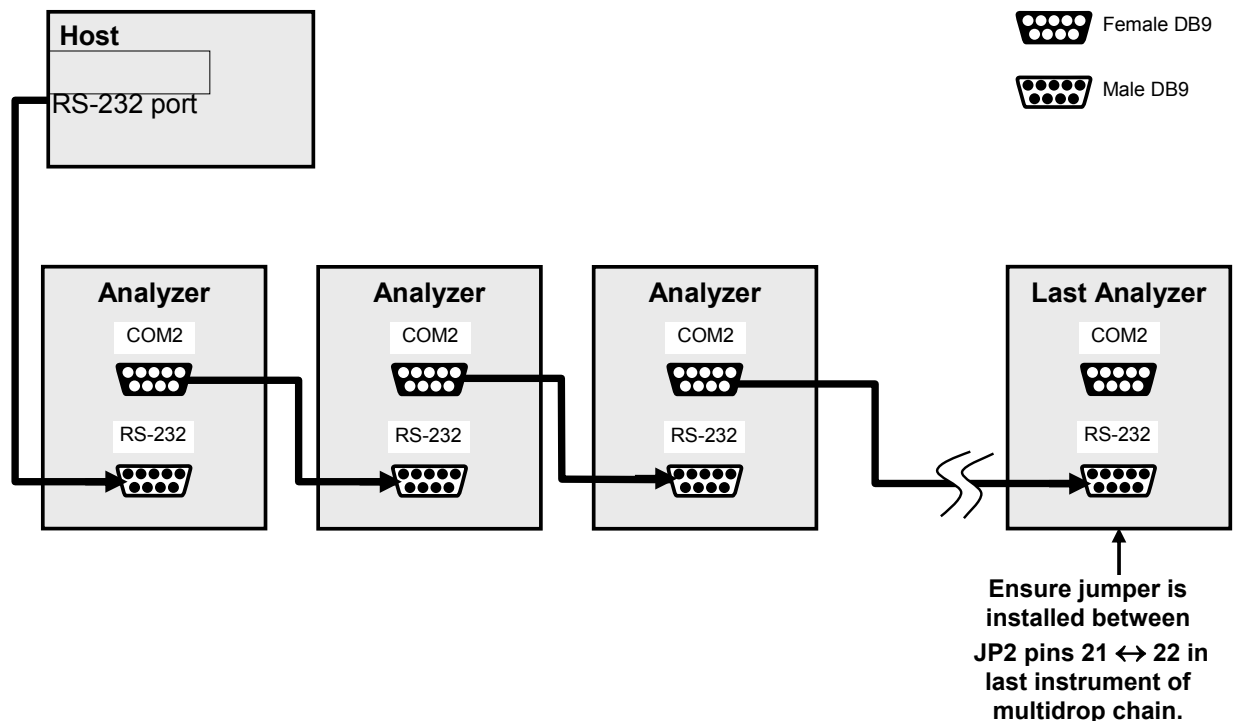 Host
RS-232 port
Female DB9
Male DB9
Analyzer
COM2
RS-232
Analyzer
COM2
RS-232
Analyzer
COM2
RS-232
Last Analyzer
COM2
RS-232
Ensure jumper is
installed between
JP2 pins 21 ↔ 22 in
last instrument of
multidrop chain.